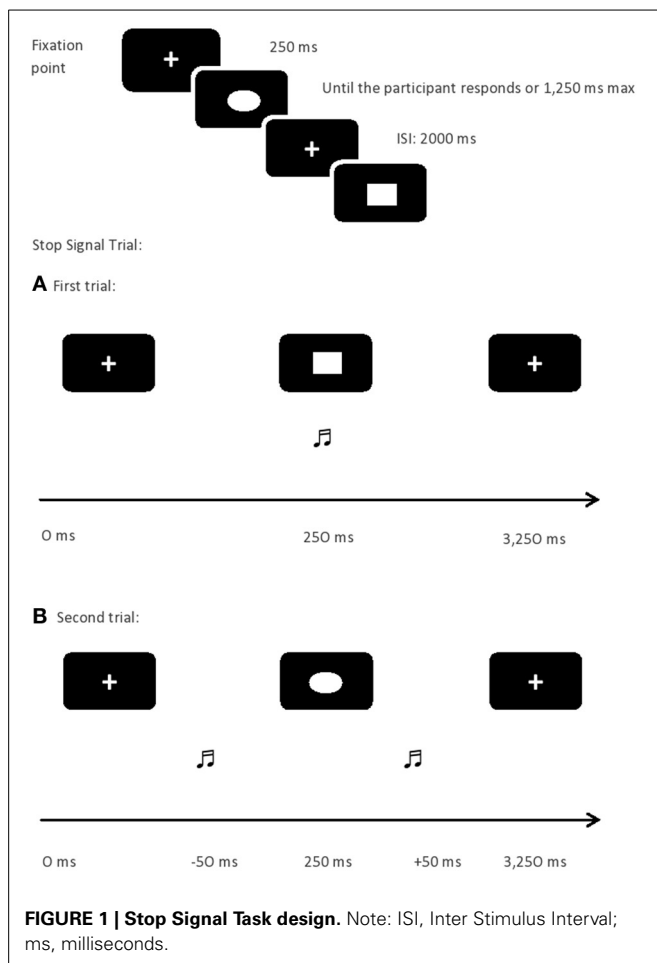 Fixation point
250 ms
Until the participant responds or 1,250 ms max
ISI: 2000 ms
Stop Signal Trial:
A First trial:
0 ms 250 ms 3,250 ms
B Second trial:
0 ms -50 ms 250 ms +50 ms 3,250 ms
FIGURE 1 | Stop Signal Task design. Note: ISI, Inter Stimulus Interval;
ms, milliseconds.